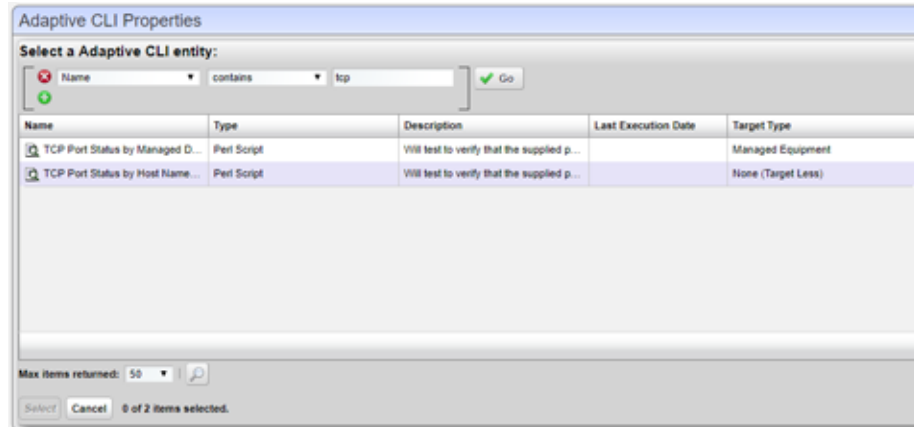 Adaptive CLI Properties
Select a Adaptive CLI entity:
Name contains tcp Go
Name Type Description Last Execution Date Target Type
TCP Port Status by Managed D... Perl Script Will test to verify that the supplied p... Managed Equipment
TCP Port Status by Host Name... Perl Script Will test to verify that the supplied p... None (Target Less)
Max items returned: 50
Select Cancel 0 of 2 items selected.